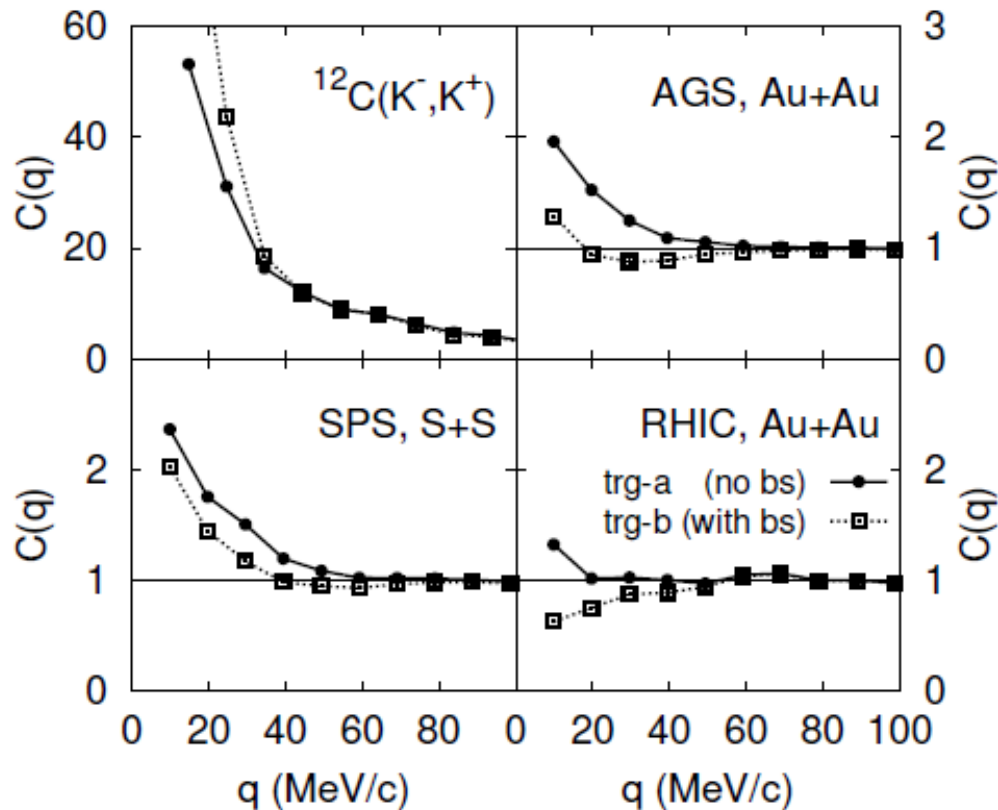 60
40
20
0
C(q)
¹²C(K⁻,K⁺)
AGS, Au+Au
3
2
1
0
C(q)
2
1
0
C(q)
SPS, S+S
RHIC, Au+Au
trg-a (no bs)
trg-b (with bs)
2
1
0
C(q)
0 20 40 60 80 0 20 40 60 80 100
q (MeV/c) q (MeV/c)